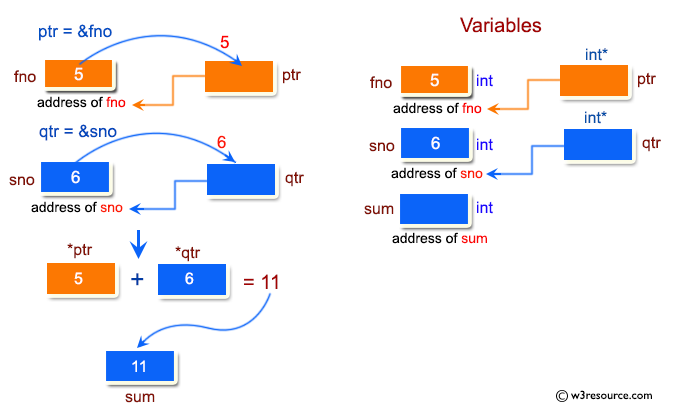 ptr = &fno
5
fno 5 ptr
address of fno
qtr = &sno
6
sno 6 qtr
address of sno
*ptr *qtr
5 + 6 = 11
11
sum
Variables
int*
fno 5 int ptr
address of fno
int*
sno 6 int qtr
address of sno
sum int
address of sum
© w3resource.com